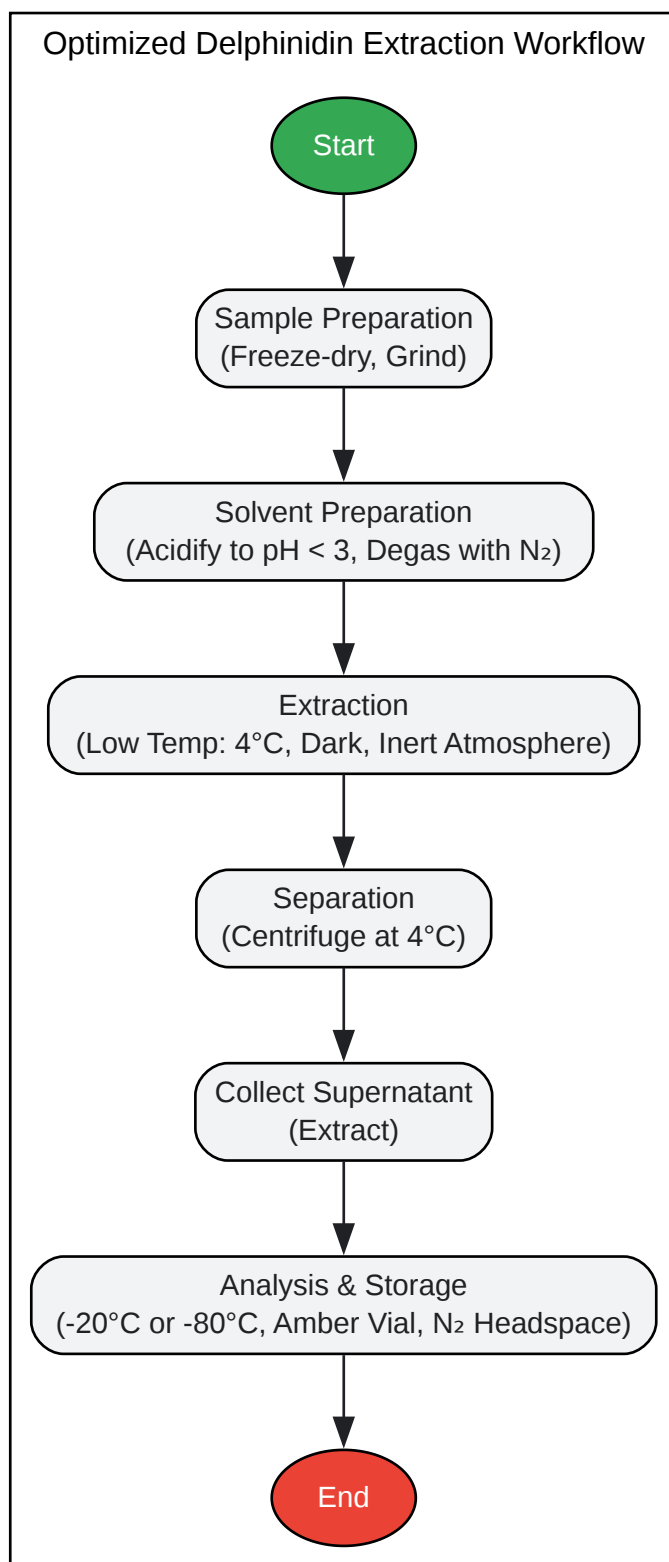 Optimized Delphinidin Extraction Workflow
Start
Sample Preparation
(Freeze-dry, Grind)
Solvent Preparation
(Acidify to pH < 3, Degas with N₂)
Extraction
(Low Temp: 4°C, Dark, Inert Atmosphere)
Separation
(Centrifuge at 4°C)
Collect Supernatant
(Extract)
Analysis & Storage
(-20°C or -80°C, Amber Vial, N₂ Headspace)
End